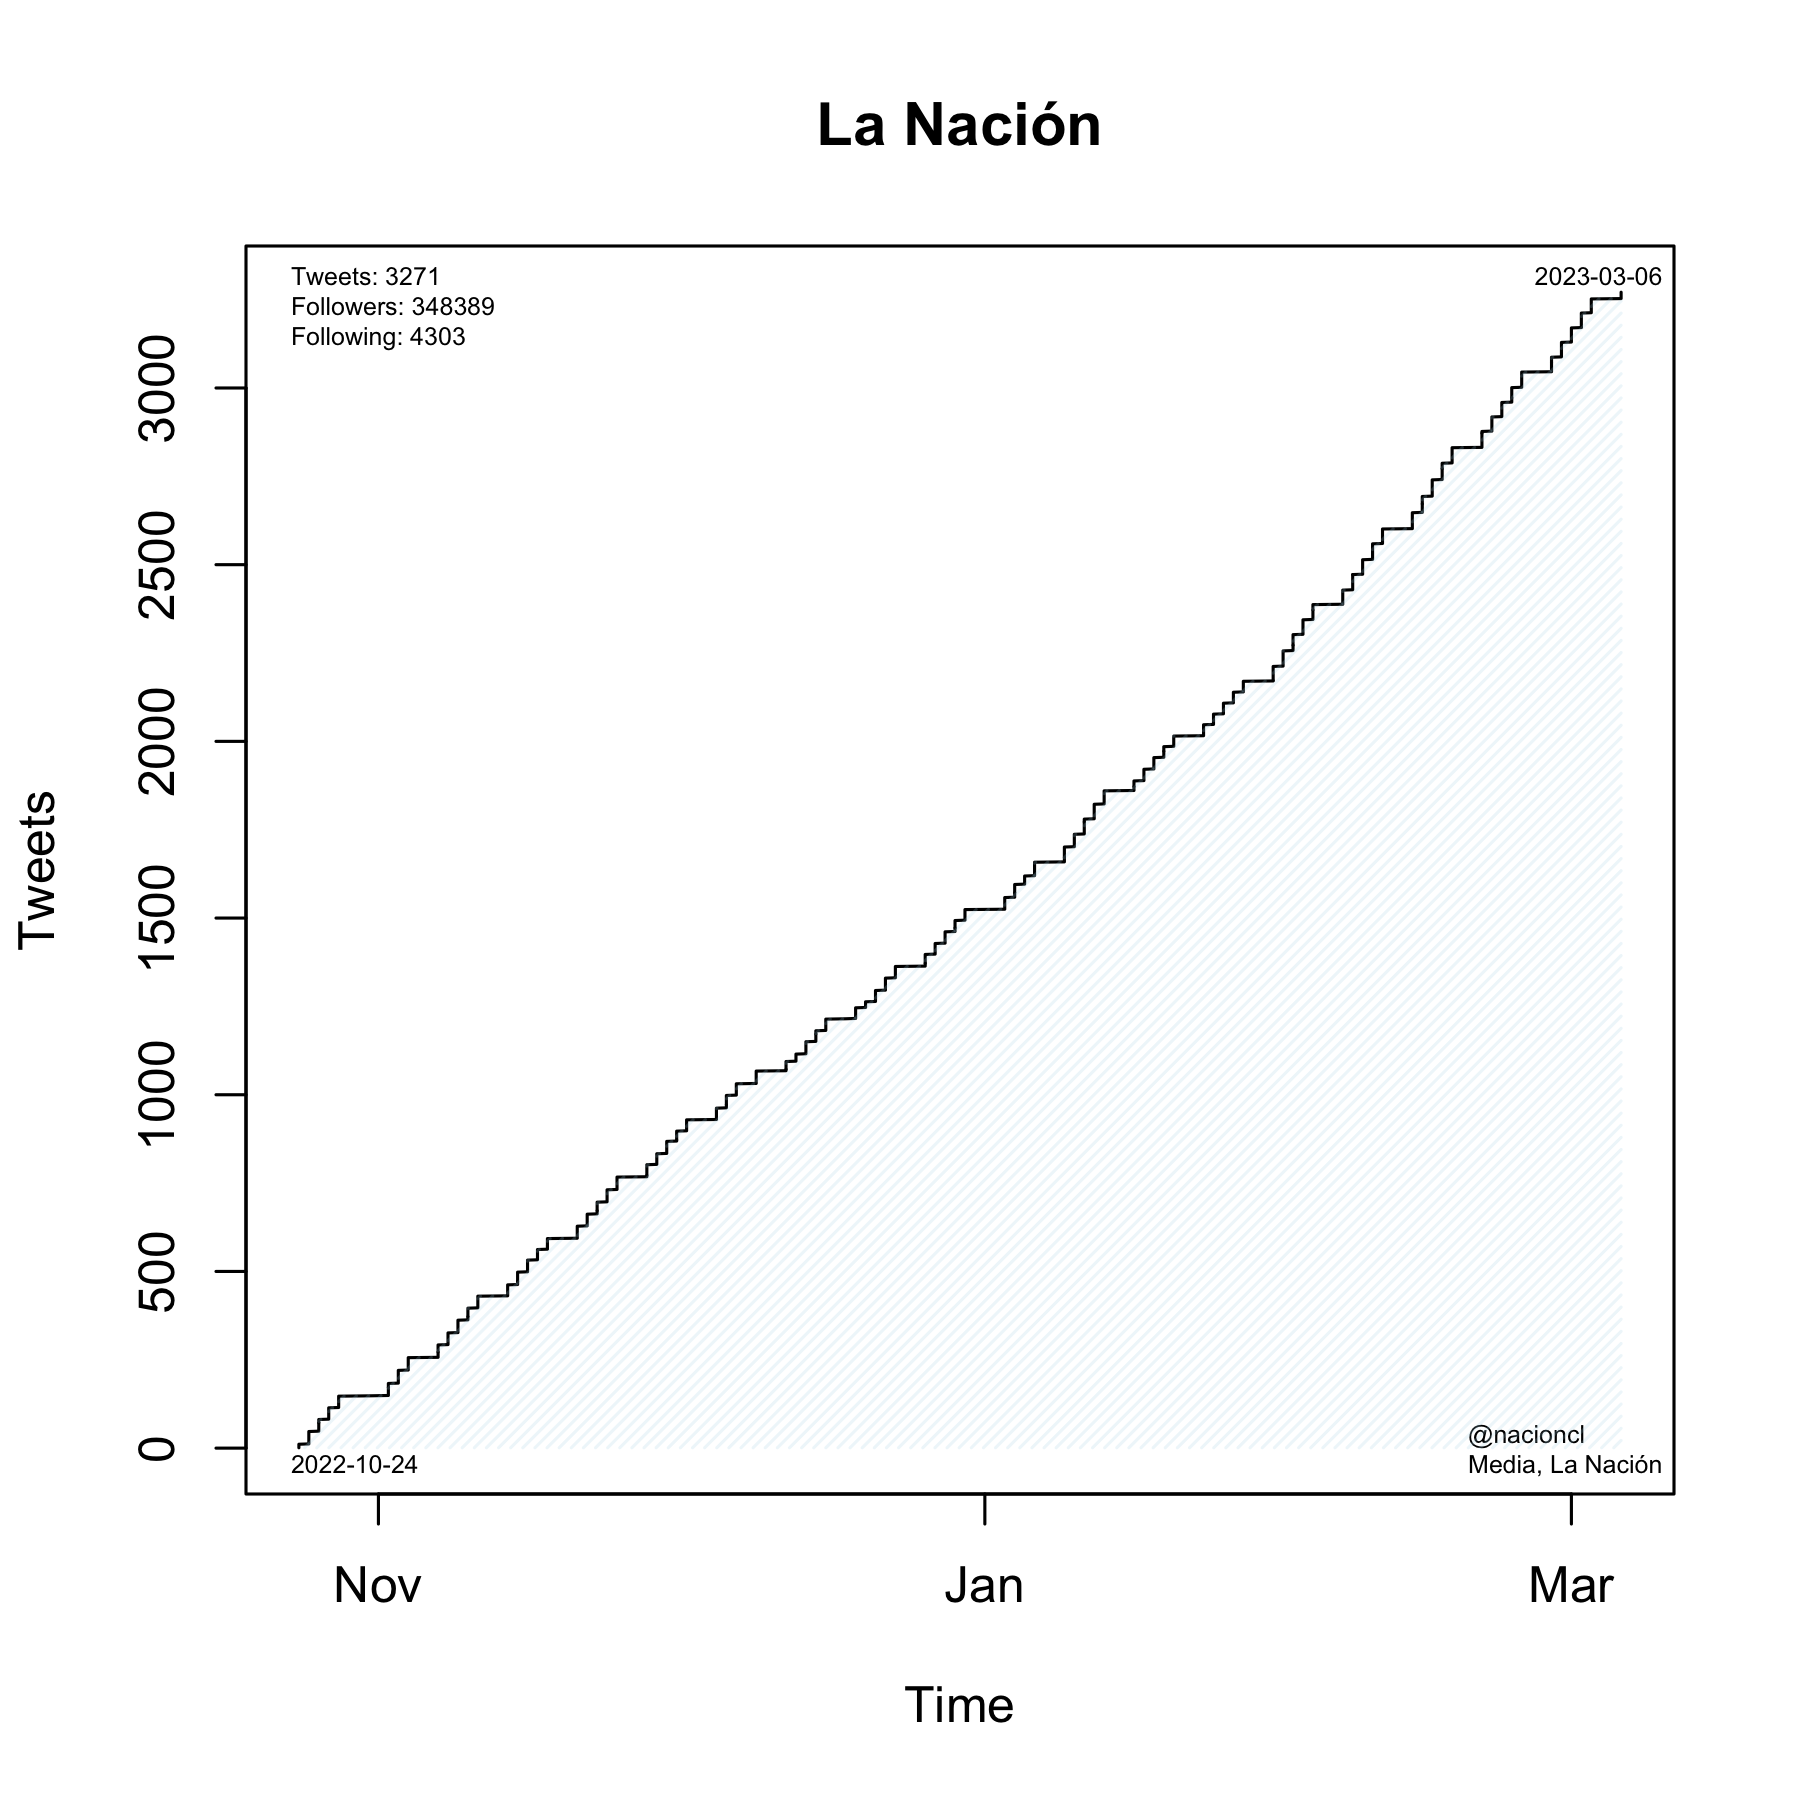 La Nación
Tweets: 3271
Followers: 348389
Following: 4303
2023-03-06
3000
2500
2000
1500
1000
500
0
Tweets
2022-10-24
@nacioncl
Media, La Nación
Nov
Jan
Mar
Time